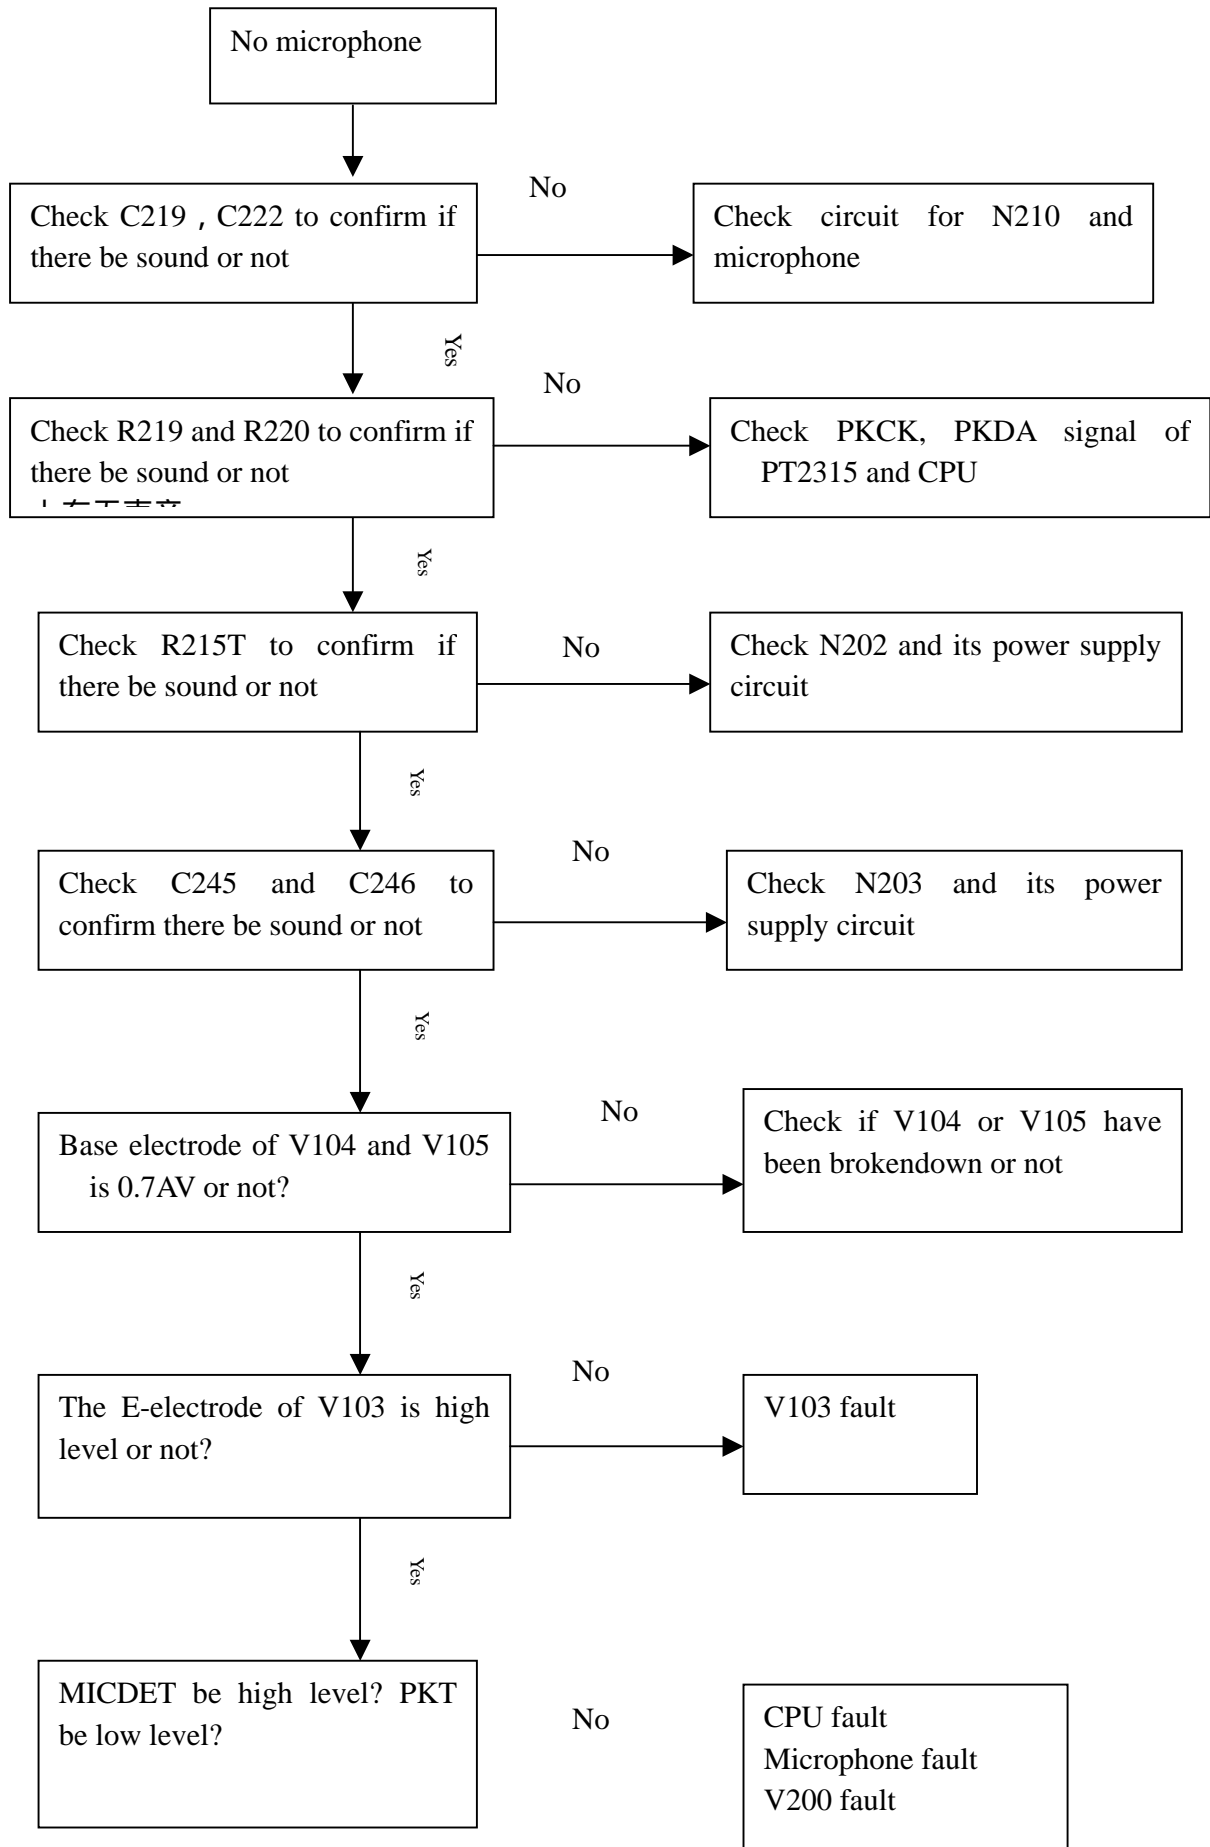 No microphone
No
Check C219 , C222 to confirm if
there be sound or not
Check circuit for N210 and
microphone
Yes
No
Check R219 and R220 to confirm if
there be sound or not
Check PKCK, PKDA signal of
PT2315 and CPU
Yes
Check R215T to confirm if
there be sound or not
No
Check N202 and its power supply
circuit
Yes
No
Check C245 and C246 to
confirm there be sound or not
Check N203 and its power
supply circuit
Yes
No
Base electrode of V104 and V105
is 0.7AV or not?
Check if V104 or V105 have
been brokendown or not
Yes
No
The E-electrode of V103 is high
level or not?
V103 fault
Yes
MICDET be high level? PKT
be low level?
No
CPU fault
Microphone fault
V200 fault